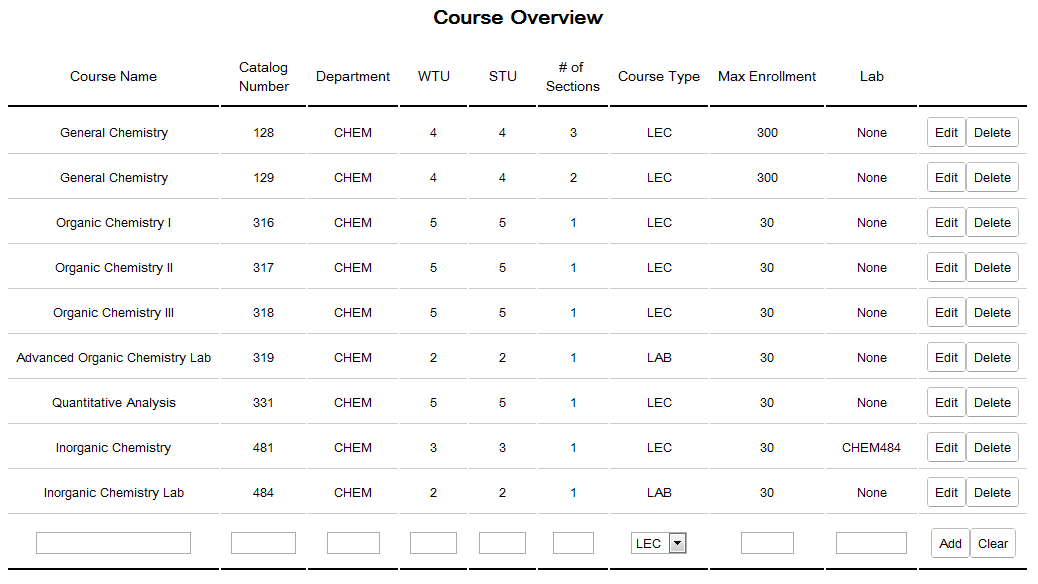 Course Overview
Course Name Catalog Number Department WTU STU # of Sections Course Type Max Enrollment Lab
General Chemistry 128 CHEM 4 4 3 LEC 300 None Edit Delete
General Chemistry 129 CHEM 4 4 2 LEC 300 None Edit Delete
Organic Chemistry I 316 CHEM 5 5 1 LEC 30 None Edit Delete
Organic Chemistry II 317 CHEM 5 5 1 LEC 30 None Edit Delete
Organic Chemistry III 318 CHEM 5 5 1 LEC 30 None Edit Delete
Advanced Organic Chemistry Lab 319 CHEM 2 2 1 LAB 30 None Edit Delete
Quantitative Analysis 331 CHEM 5 5 1 LEC 30 None Edit Delete
Inorganic Chemistry 481 CHEM 3 3 1 LEC 30 CHEM484 Edit Delete
Inorganic Chemistry Lab 484 CHEM 2 2 1 LAB 30 None Edit Delete
LEC Add Clear